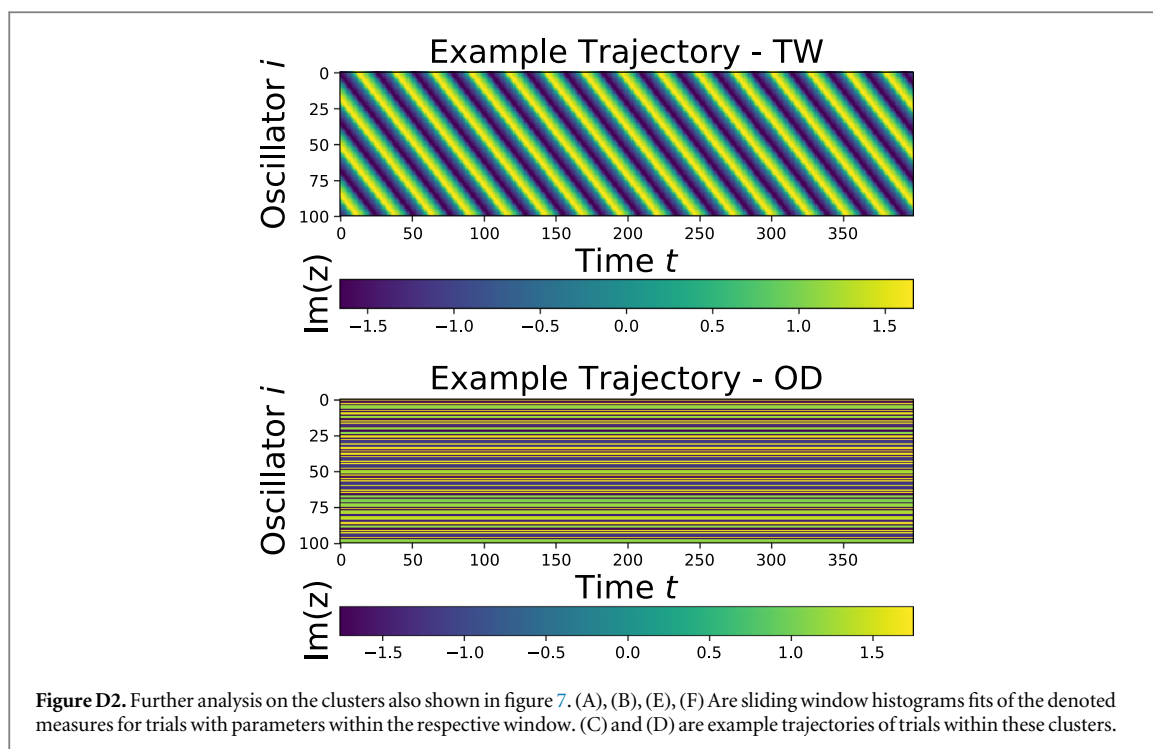 Example Trajectory - TW
Oscillator i
0
25
50
75
100
0 50 100 150 200 250 300 350
Time t
Im(z)
−1.5 −1.0 −0.5 0.0 0.5 1.0 1.5
Example Trajectory - OD
Oscillator i
0
25
50
75
100
0 50 100 150 200 250 300 350
Time t
Im(z)
−1.5 −1.0 −0.5 0.0 0.5 1.0 1.5
Figure D2. Further analysis on the clusters also shown in figure 7. (A), (B), (E), (F) Are sliding window histograms fits of the denoted
measures for trials with parameters within the respective window. (C) and (D) are example trajectories of trials within these clusters.